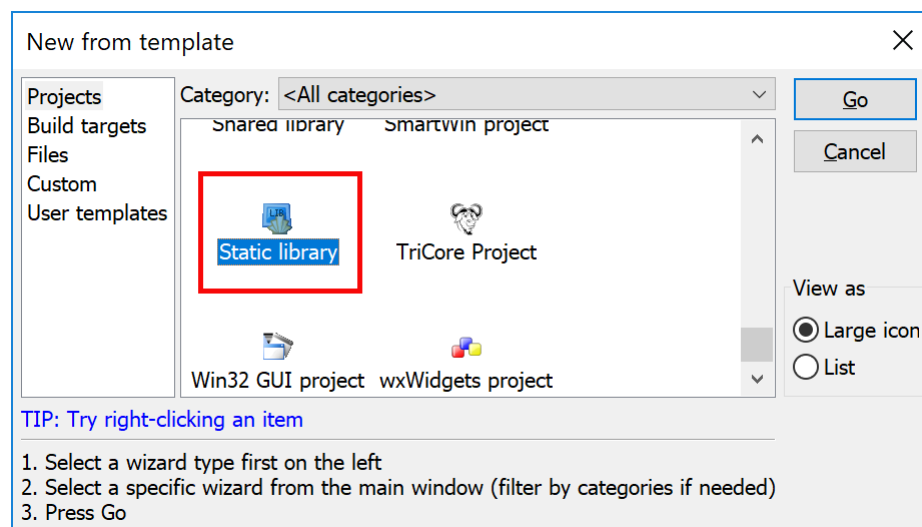 New from template
Projects
Build targets
Files
Custom
User templates
Category: <All categories>
Shared library SmartWin project
LIB
Static library TriCore Project
Win32 GUI project wxWidgets project
Go
Cancel
View as
Large icon
List
TIP: Try right-clicking an item
1. Select a wizard type first on the left
2. Select a specific wizard from the main window (filter by categories if needed)
3. Press Go